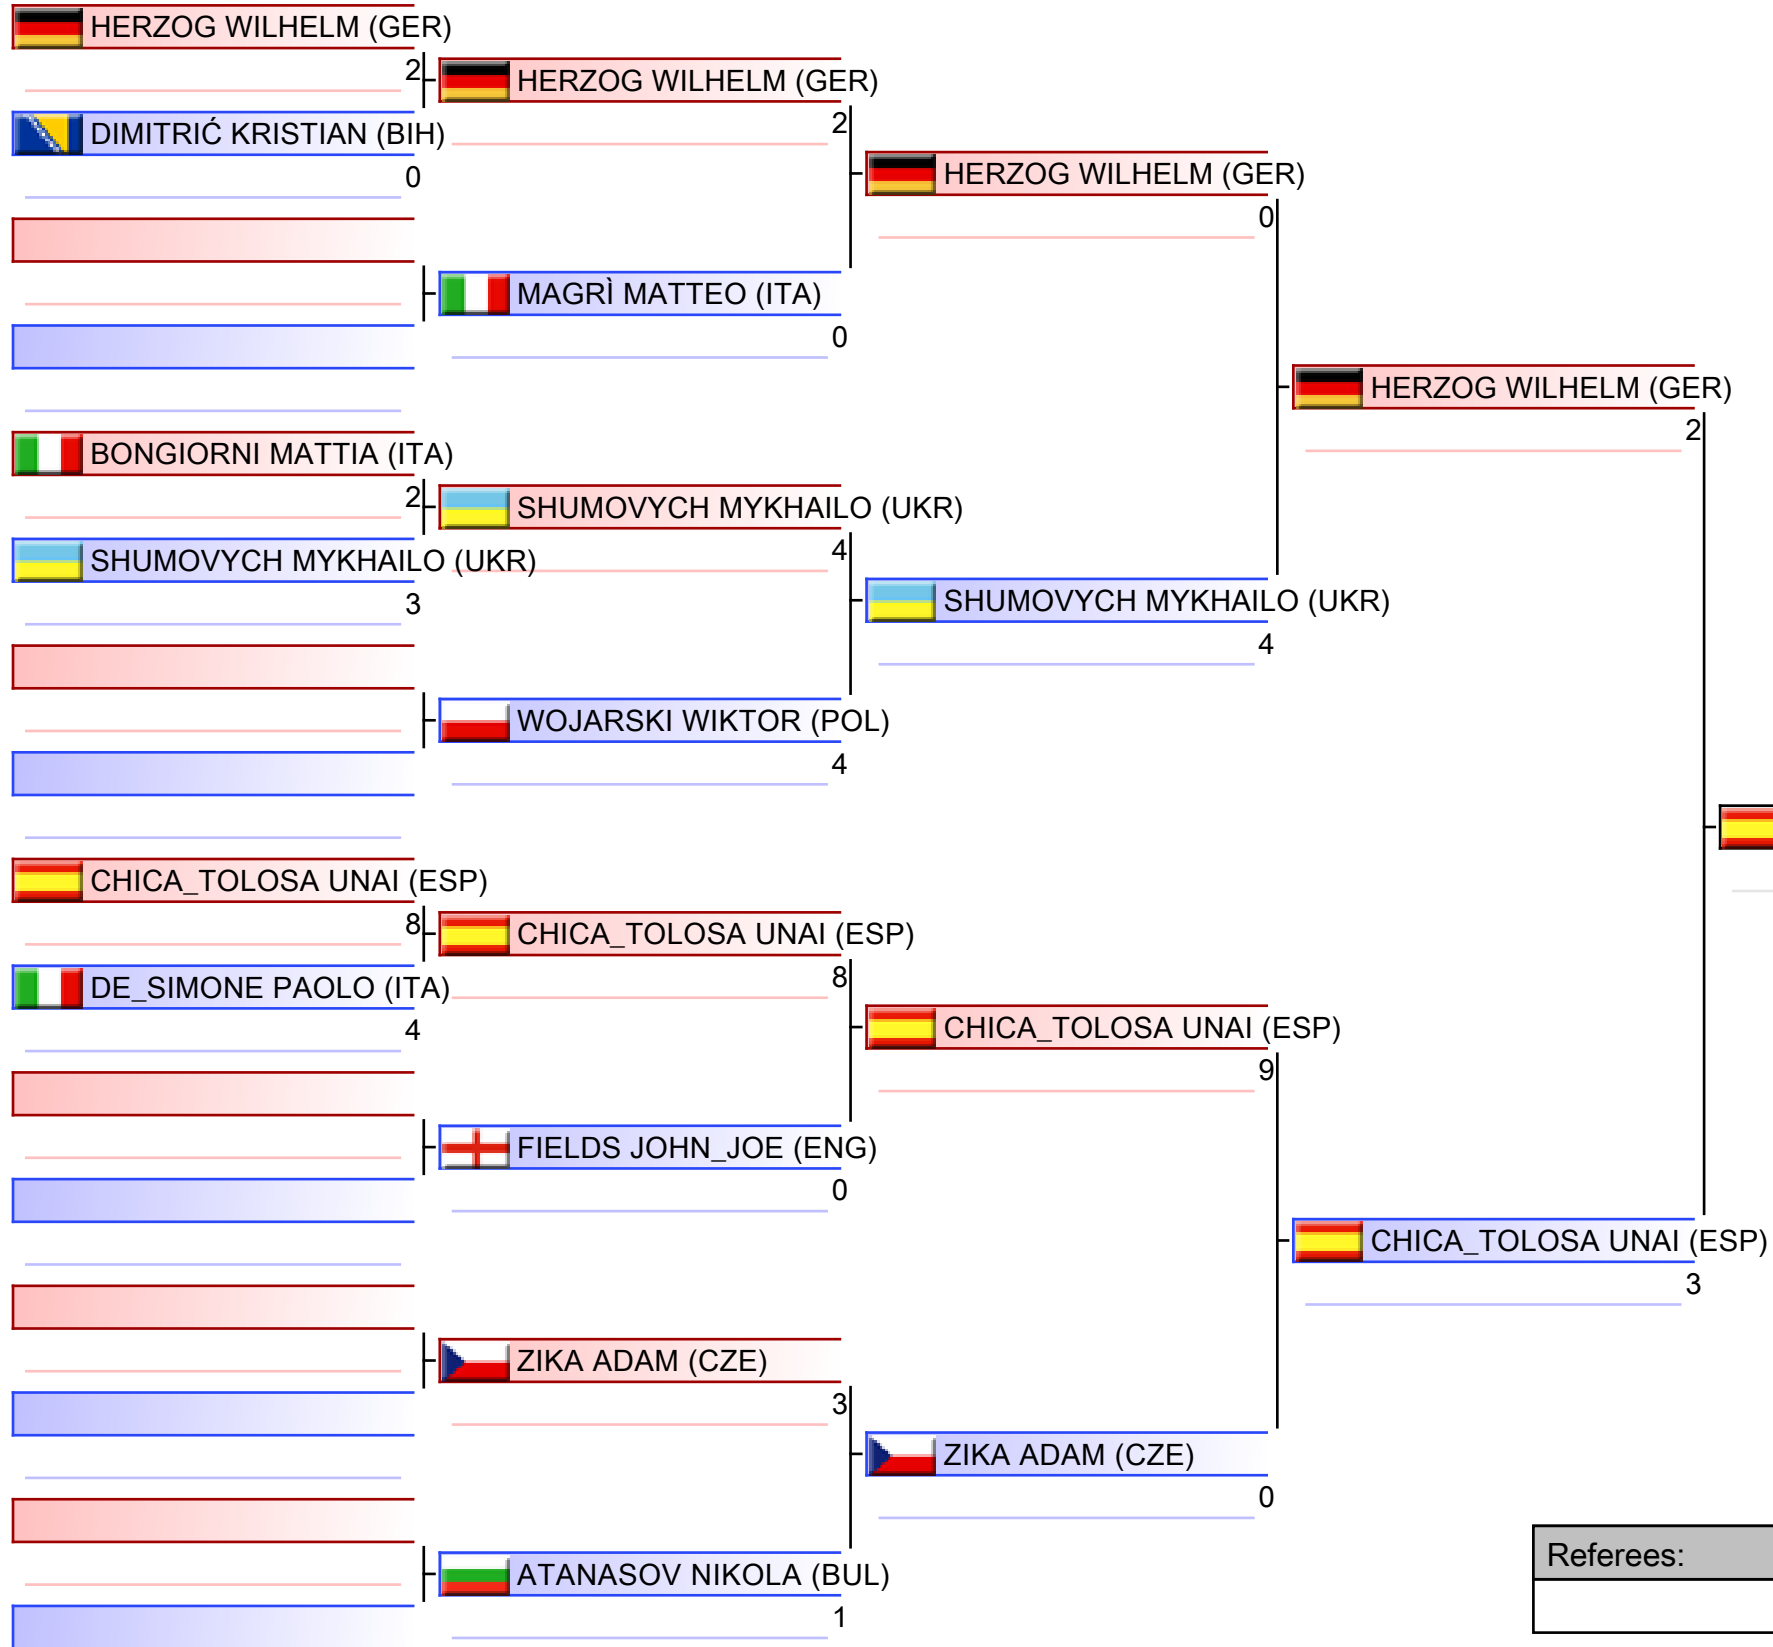 HERZOG WILHELM (GER)
2
DIMITRIĆ KRISTIAN (BIH)
0
BONGIORNI MATTIA (ITA)
2
SHUMOVYCH MYKHAILO (UKR)
3
CHICA_TOLOSA UNAI (ESP)
8
DE_SIMONE PAOLO (ITA)
4
HERZOG WILHELM (GER)
2
MAGRÌ MATTEO (ITA)
0
SHUMOVYCH MYKHAILO (UKR)
4
WOJARSKI WIKTOR (POL)
4
CHICA_TOLOSA UNAI (ESP)
8
FIELDS JOHN_JOE (ENG)
0
ZIKA ADAM (CZE)
3
ATANASOV NIKOLA (BUL)
1
HERZOG WILHELM (GER)
0
SHUMOVYCH MYKHAILO (UKR)
4
CHICA_TOLOSA UNAI (ESP)
9
ZIKA ADAM (CZE)
0
HERZOG WILHELM (GER)
2
CHICA_TOLOSA UNAI (ESP)
3
Referees: